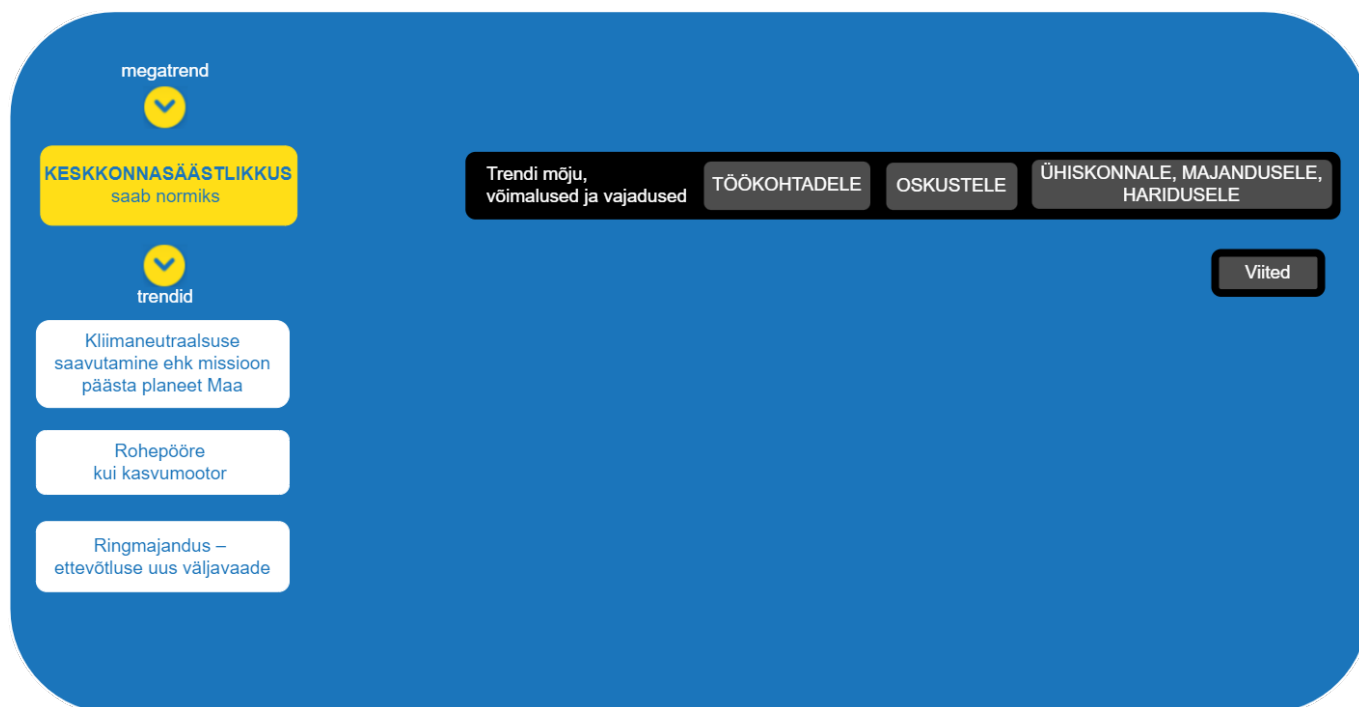 megatrend
KESKKONNASÄÄSTLIKKUS
saab normiks
trendid
Kliimaneutraalsuse
saavutamine ehk missioon
päästa planeet Maa
Rohepööre
kui kasvumootor
Ringmajandus –
ettevõtluse uus väljavaade
Trendi mõju,
võimalused ja vajadused
TÖÖKOHTADELE
OSKUSTELE
ÜHISKONNALE, MAJANDUSELE,
HARIDUSELE
Viited